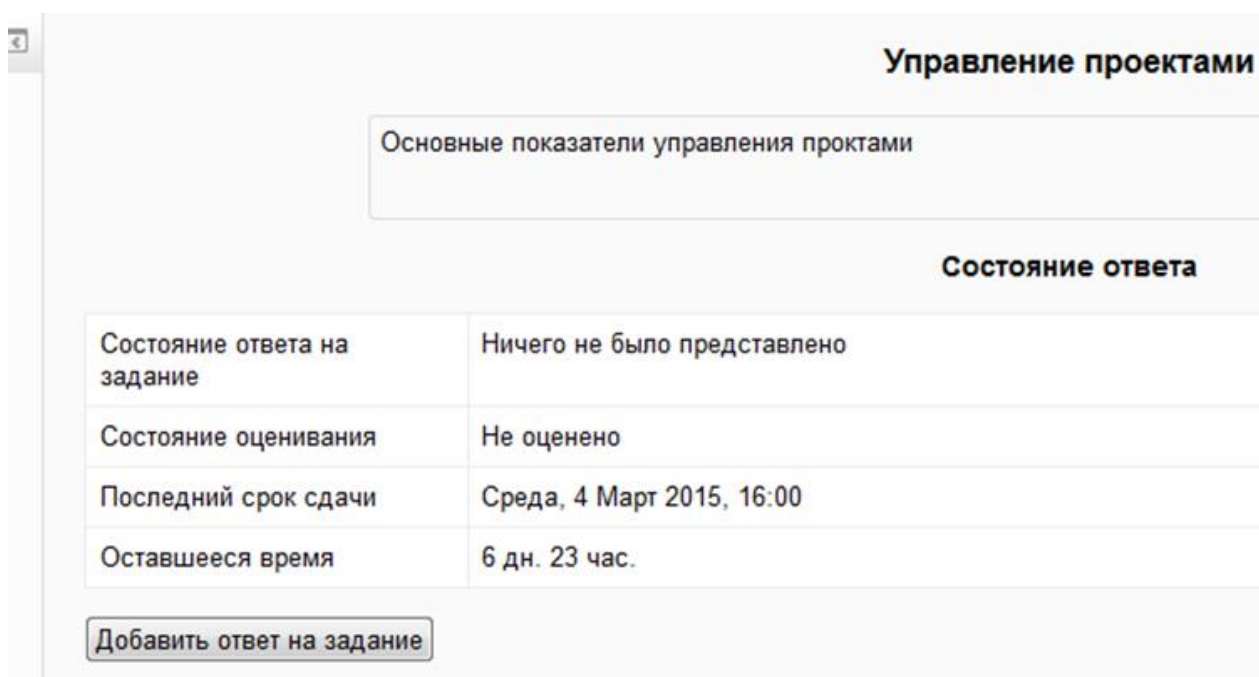 Управление проектами
Основные показатели управления проктами
Состояние ответа
Состояние ответа на
задание
Ничего не было представлено
Состояние оценивания
Не оценено
Последний срок сдачи
Среда, 4 Март 2015, 16:00
Оставшееся время
6 дн. 23 час.
Добавить ответ на задание